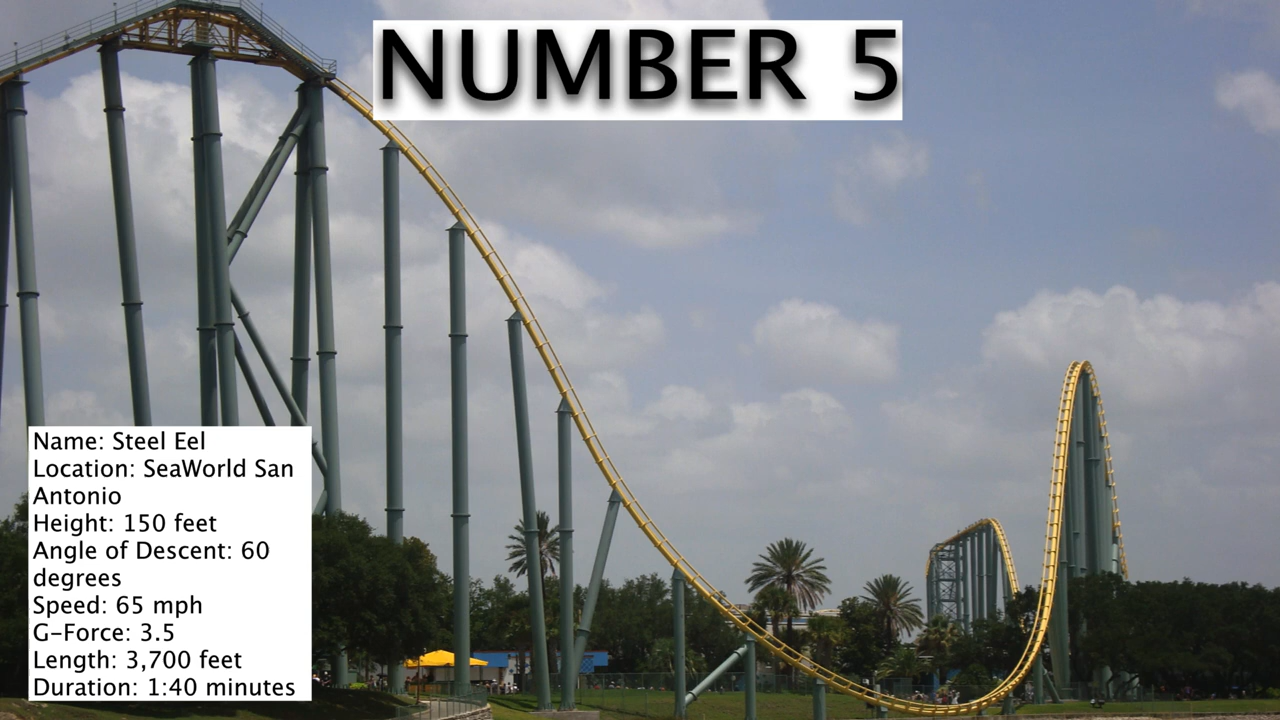 NUMBER 5
Name: Steel Eel
Location: SeaWorld San
Antonio
Height: 150 feet
Angle of Descent: 60
degrees
Speed: 65 mph
G-Force: 3.5
Length: 3,700 feet
Duration: 1:40 minutes